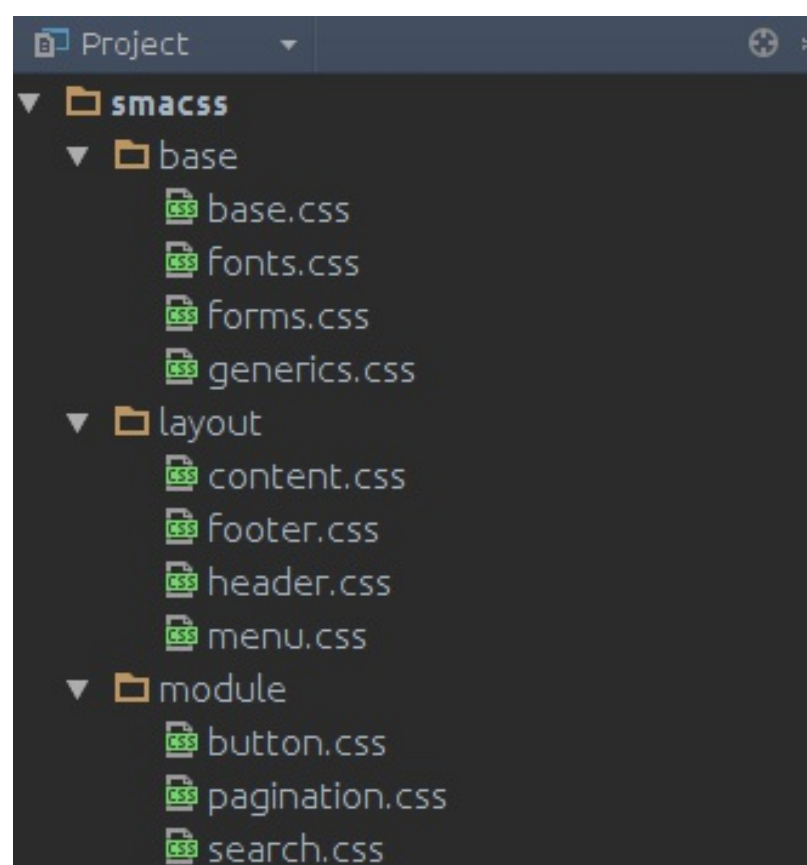 Project
smacss
base
base.css
fonts.css
forms.css
generics.css
layout
content.css
footer.css
header.css
menu.css
module
button.css
pagination.css
search.css